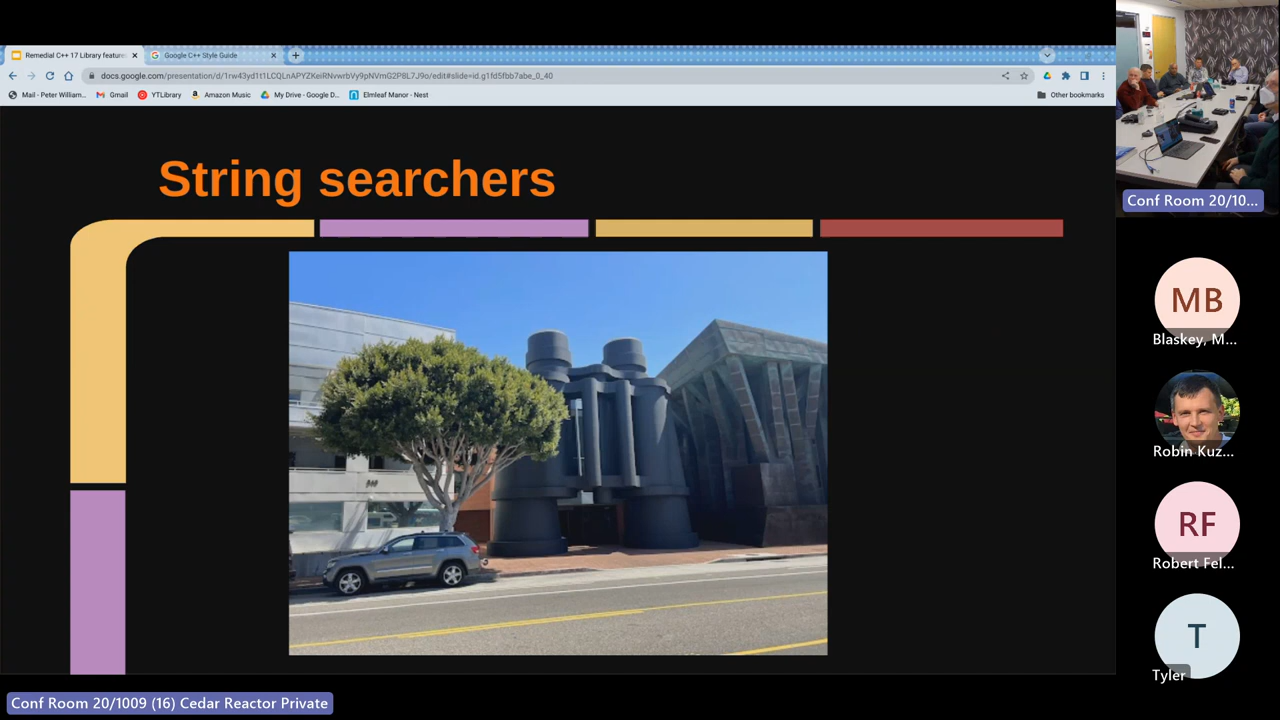 Remedial C++ 17 Library feature
Google C++ Style Guide
docs.google.com/presentation/d/1rw43yd1t1LCQLnAPYZKeiRNvwrbVy9pNVmG2P8L7J9o/edit#slide=id.g1fd5fbb7abe_0_40
Mail - Peter William...
Gmail
YTLibrary
Amazon Music
My Drive - Google D...
Elmleaf Manor - Nest
Other bookmarks
String searchers
Conf Room 20/10...
MB
Blaskey, M...
Robin Kuz...
RF
Robert Fel...
T
Tyler
Conf Room 20/1009 (16) Cedar Reactor Private